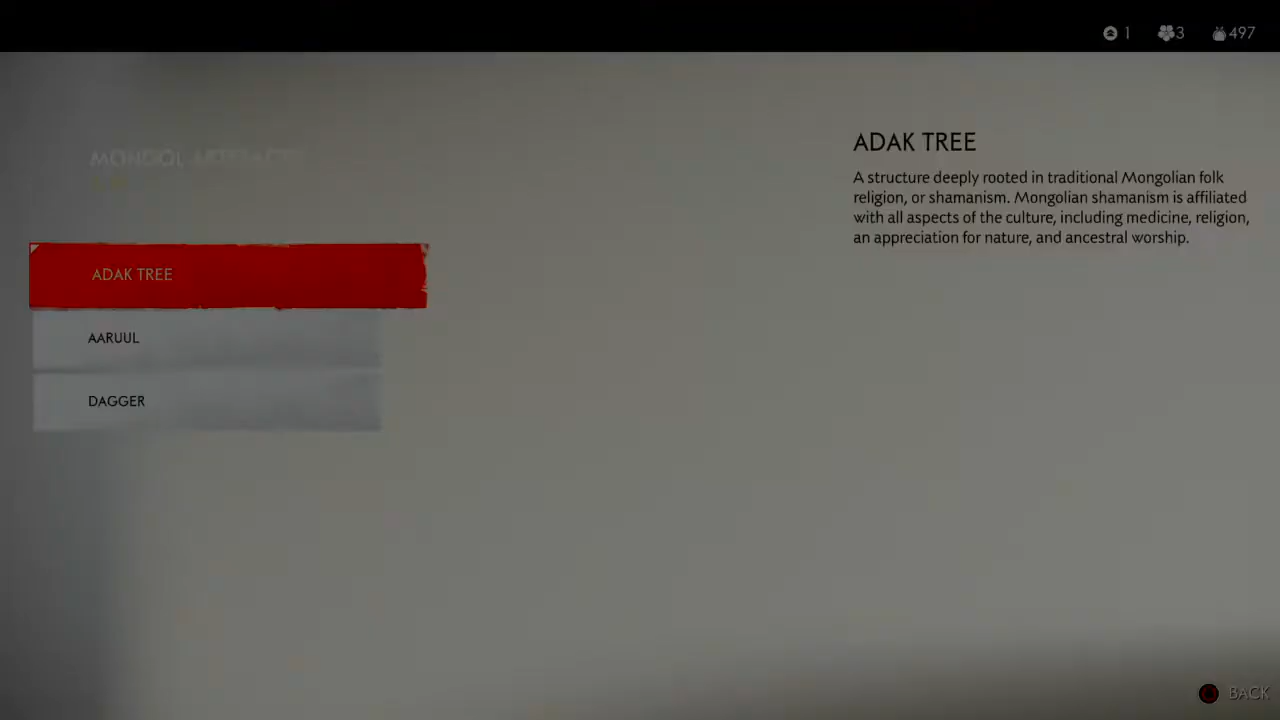 1 3 497
MONGOL ARTIFACTS
ADAK TREE
AARUUL
DAGGER
ADAK TREE
A structure deeply rooted in traditional Mongolian folk
religion, or shamanism. Mongolian shamanism is affiliated
with all aspects of the culture, including medicine, religion,
an appreciation for nature, and ancestral worship.
BACK